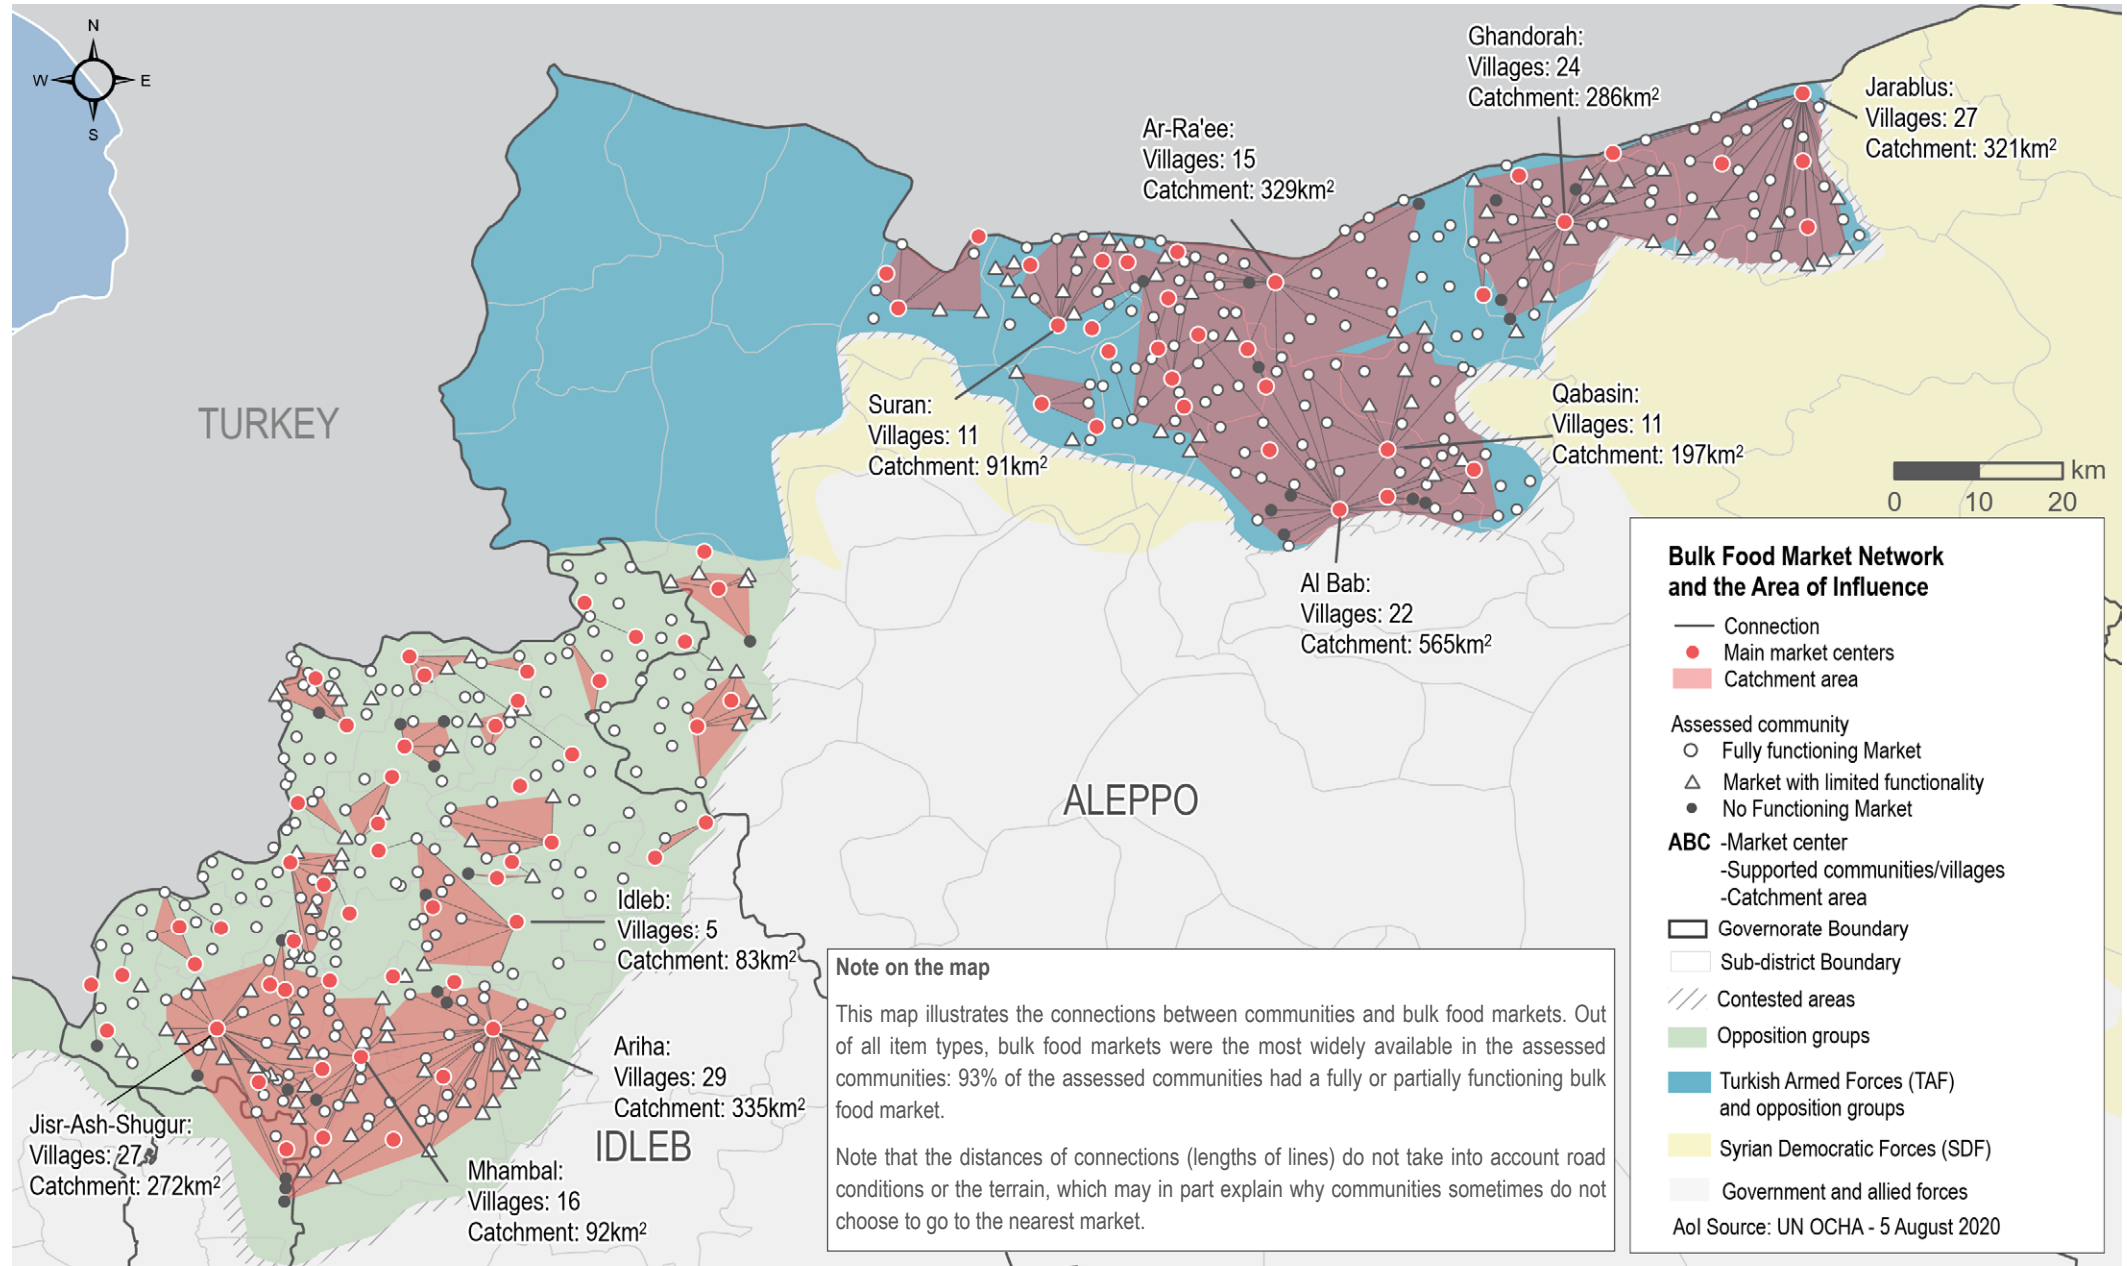 N
W
E
S
Ghandorah:
Villages: 24
Catchment: 286km²
Jarablus:
Villages: 27
Catchment: 321km²
Ar-Ra'ee:
Villages: 15
Catchment: 329km²
TURKEY
Suran:
Villages: 11
Catchment: 91km²
Qabasin:
Villages: 11
Catchment: 197km²
km
0 10 20
Al Bab:
Villages: 22
Catchment: 565km²
ALEPPO
Idleb:
Villages: 5
Catchment: 83km²
Ariha:
Villages: 29
Catchment: 335km²
IDLEB
Jisr-Ash-Shugur:
Villages: 27
Catchment: 272km²
Mhambal:
Villages: 16
Catchment: 92km²
Note on the map
This map illustrates the connections between communities and bulk food markets. Out
of all item types, bulk food markets were the most widely available in the assessed
communities: 93% of the assessed communities had a fully or partially functioning bulk
food market.
Note that the distances of connections (lengths of lines) do not take into account road
conditions or the terrain, which may in part explain why communities sometimes do not
choose to go to the nearest market.
Bulk Food Market Network
and the Area of Influence
Connection
Main market centers
Catchment area
Assessed community
Fully functioning Market
Market with limited functionality
No Functioning Market
ABC -Market center
-Supported communities/villages
-Catchment area
Governorate Boundary
Sub-district Boundary
Contested areas
Opposition groups
Turkish Armed Forces (TAF)
and opposition groups
Syrian Democratic Forces (SDF)
Government and allied forces
AoI Source: UN OCHA - 5 August 2020